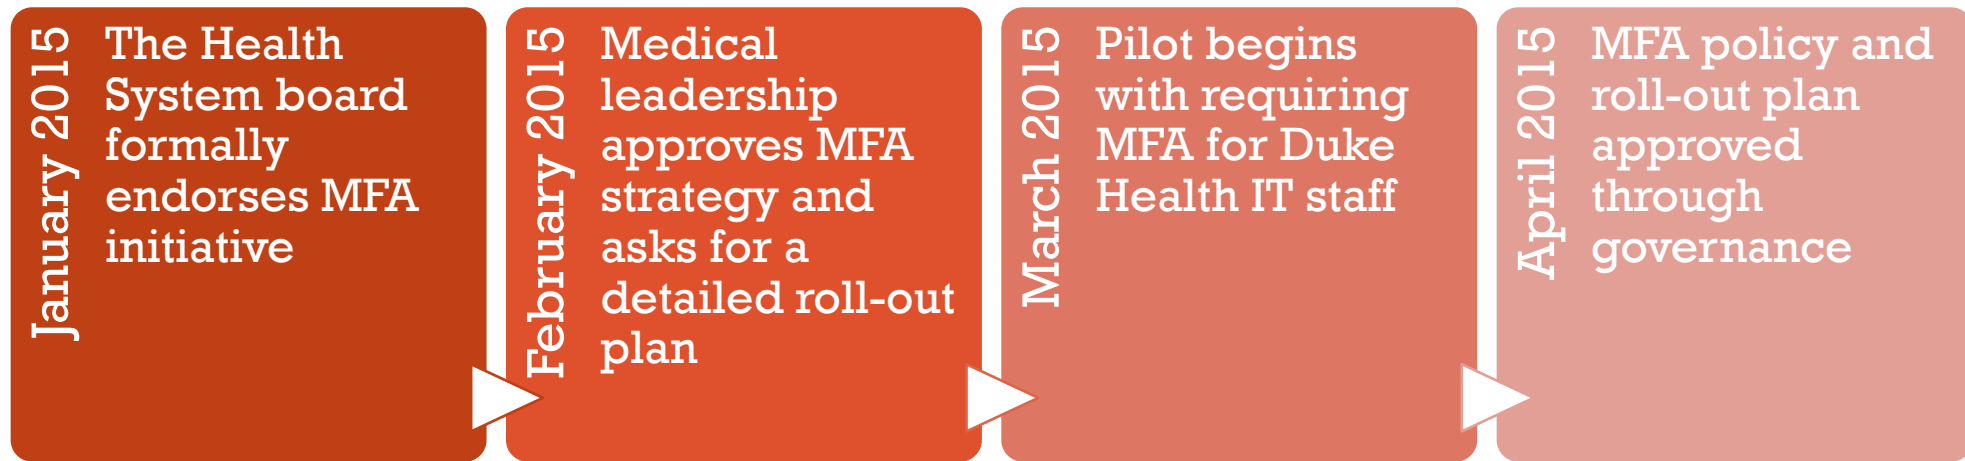 January 2015
The Health
System board
formally
endorses MFA
initiative
February 2015
Medical
leadership
approves MFA
strategy and
asks for a
detailed roll-out
plan
March 2015
Pilot begins
with requiring
MFA for Duke
Health IT staff
April 2015
MFA policy and
roll-out plan
approved
through
governance